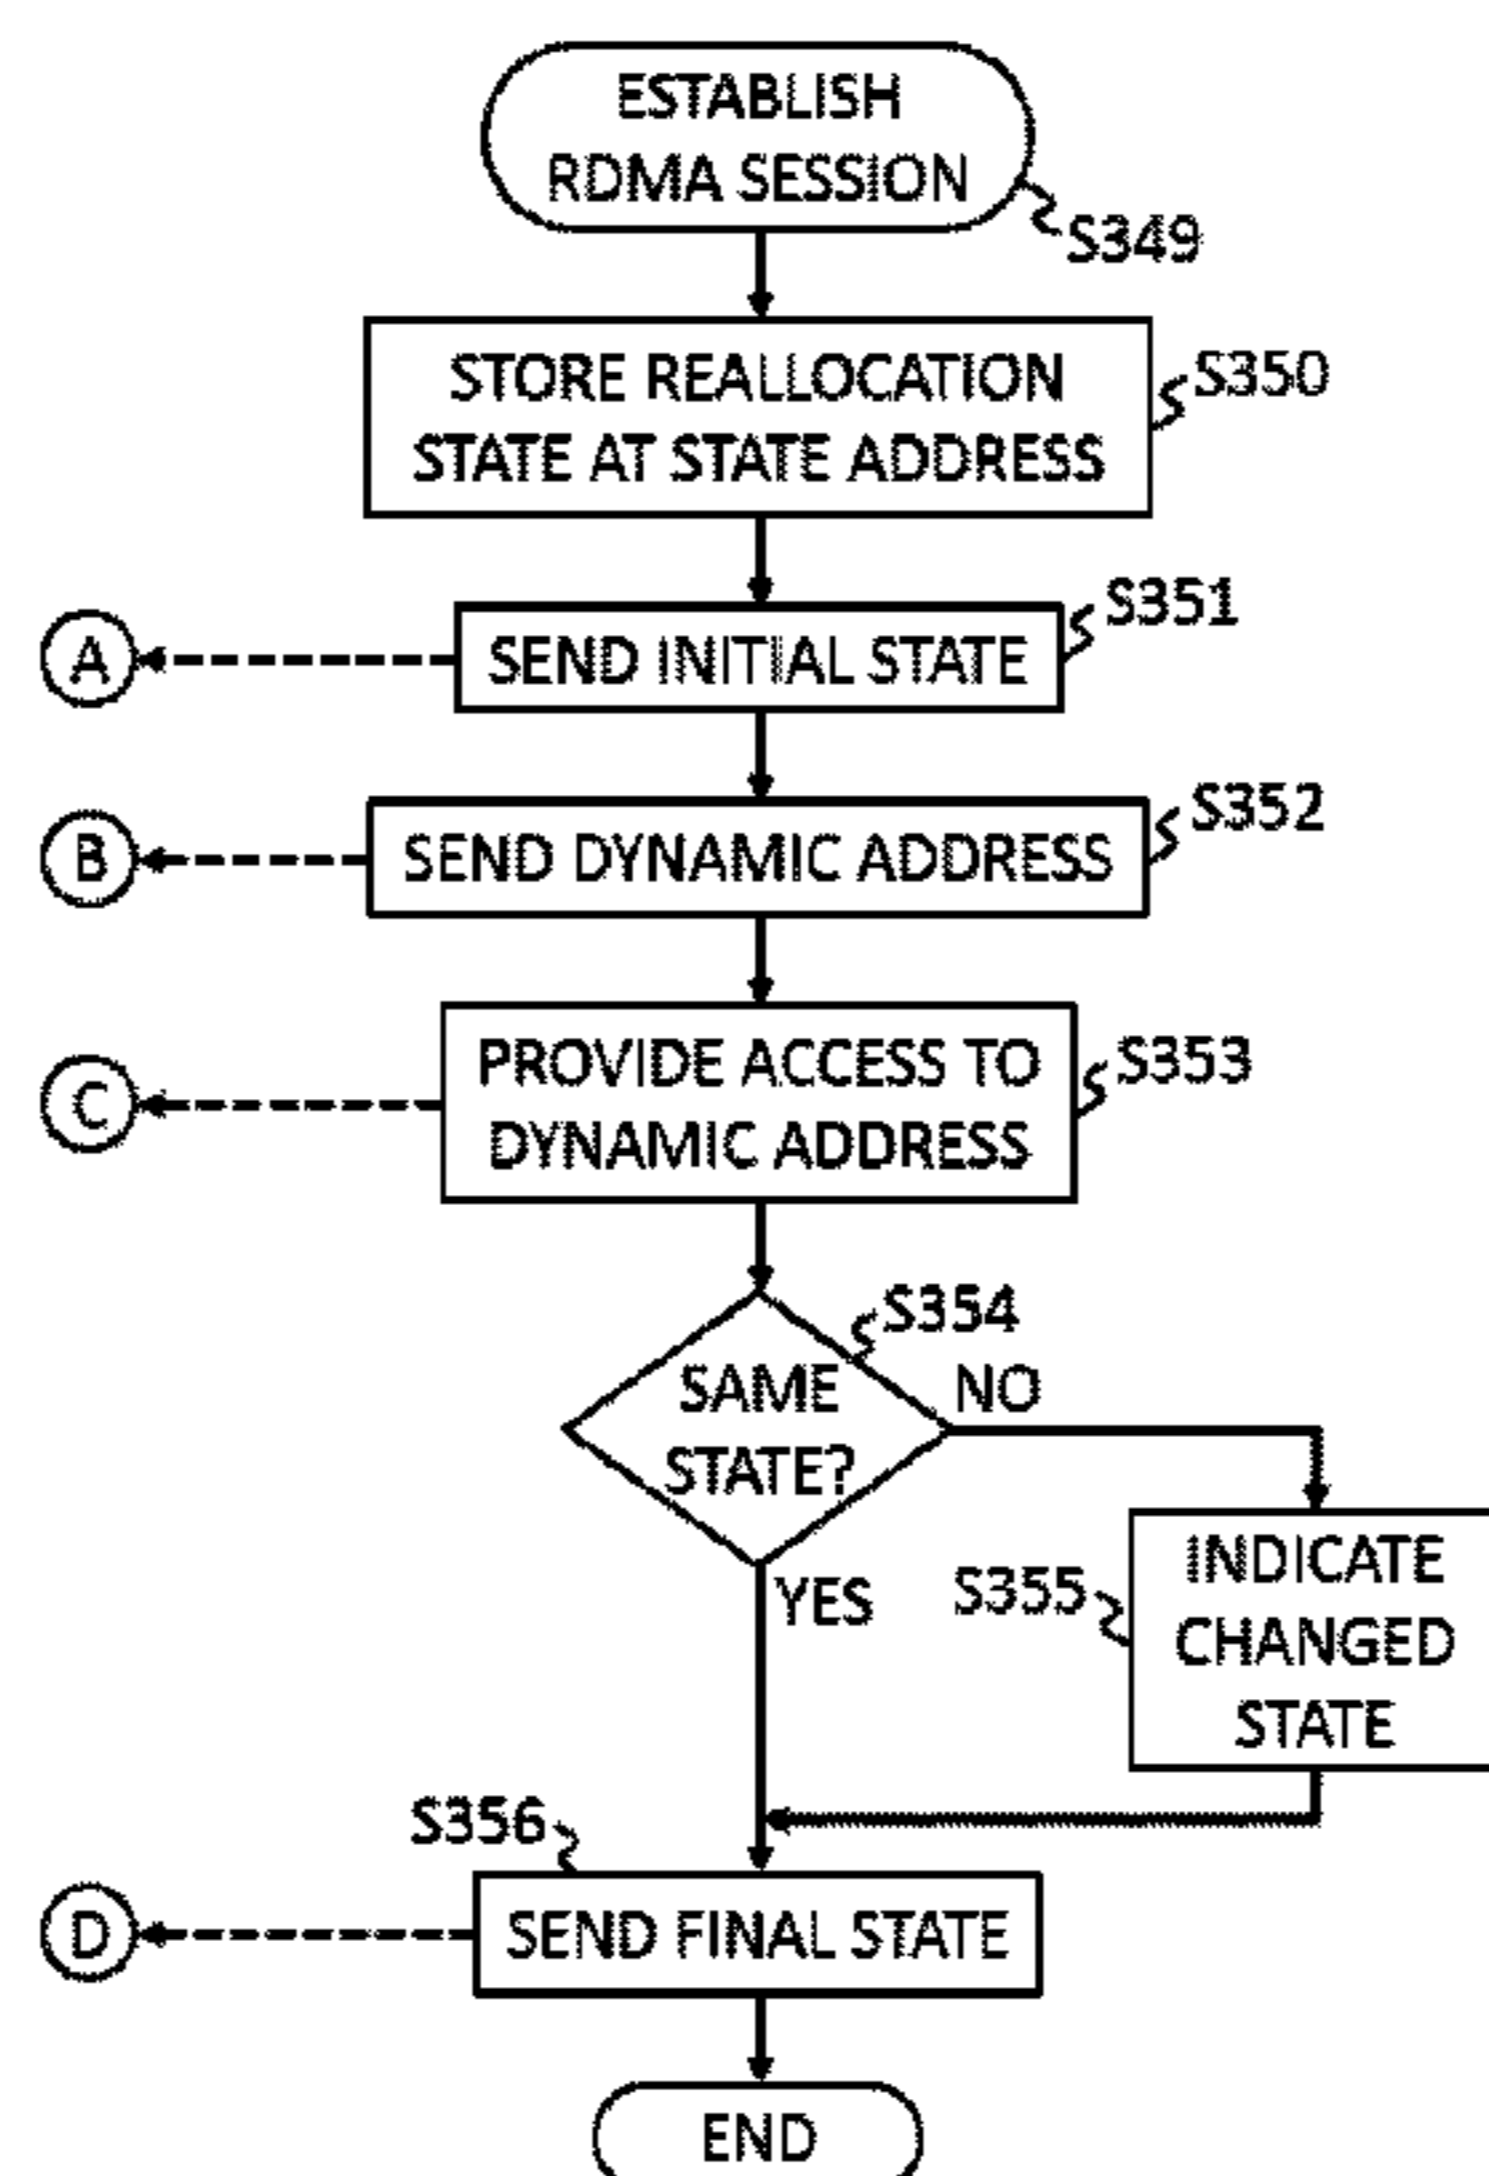 ESTABLISH
RDMA SESSION
S349
STORE REALLOCATION
STATE AT STATE ADDRESS
S350
S351
A
SEND INITIAL STATE
S352
B
SEND DYNAMIC ADDRESS
C
PROVIDE ACCESS TO
DYNAMIC ADDRESS
S353
S354
SAME
STATE?
NO
YES
S355
INDICATE
CHANGED
STATE
S356
D
SEND FINAL STATE
END